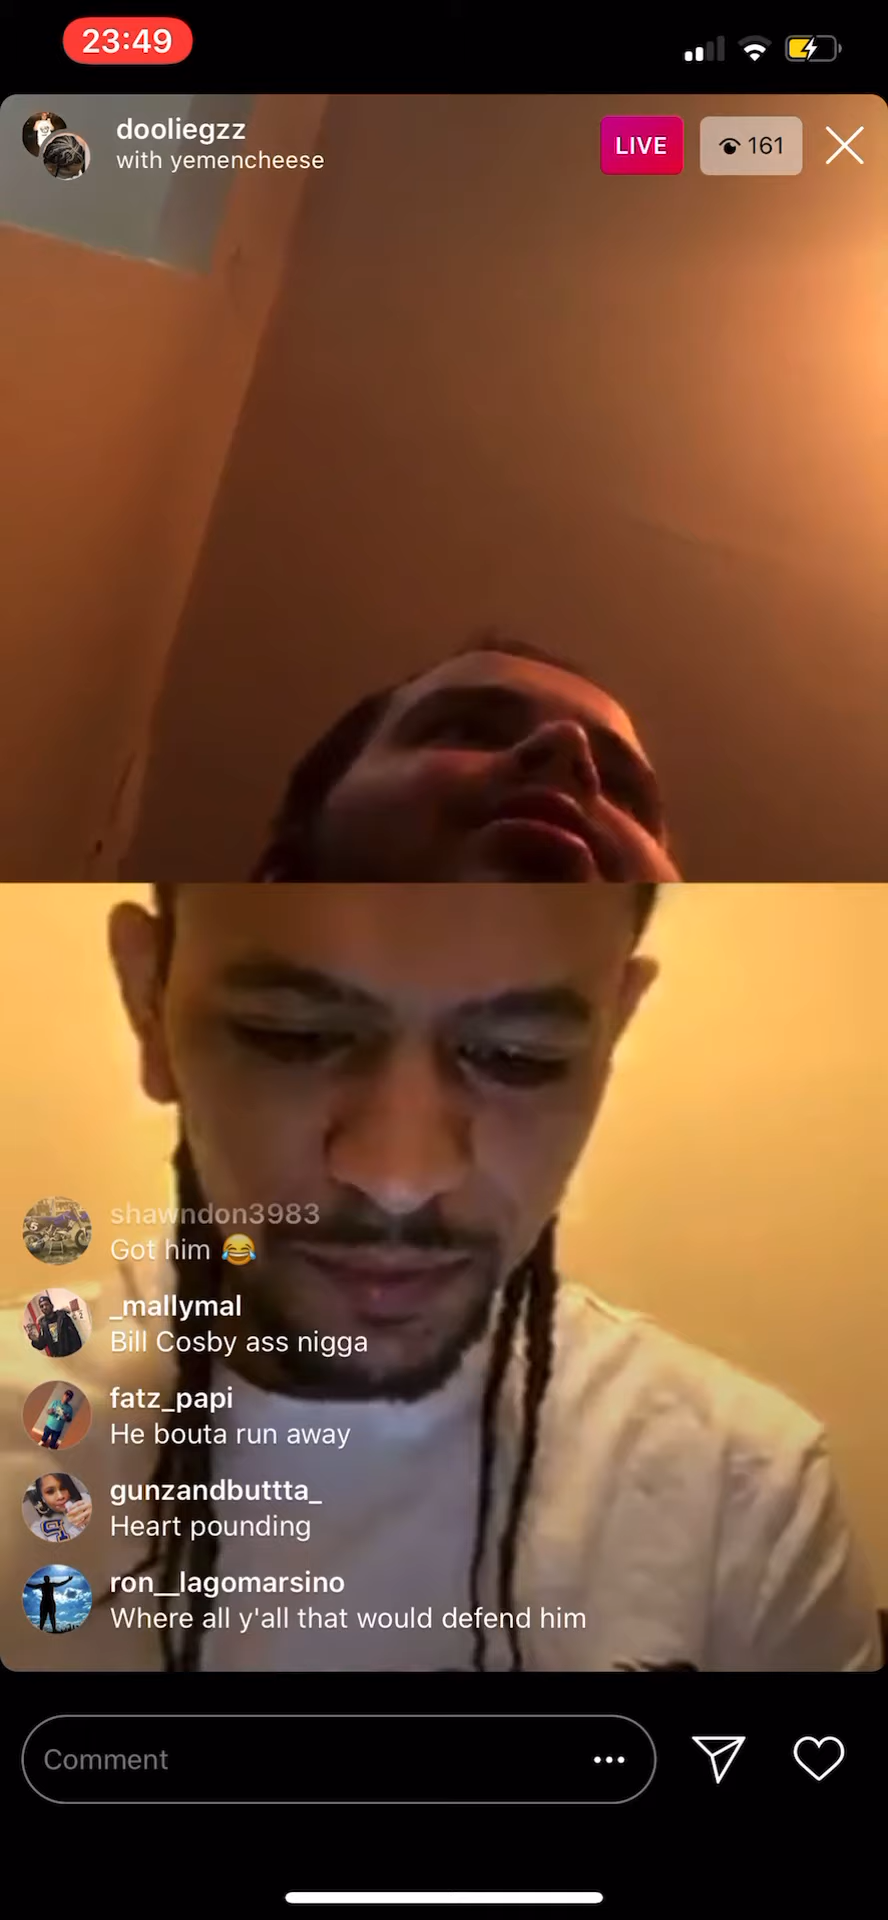 23:49
dooliegzz
with yemencheese
LIVE
161
shawndon3983
Got him 😂
_mallymal
Bill Cosby ass nigga
fatz_papi
He bouta run away
gunzandbuttta_
Heart pounding
ron__lagomarsino
Where all y'all that would defend him
Comment